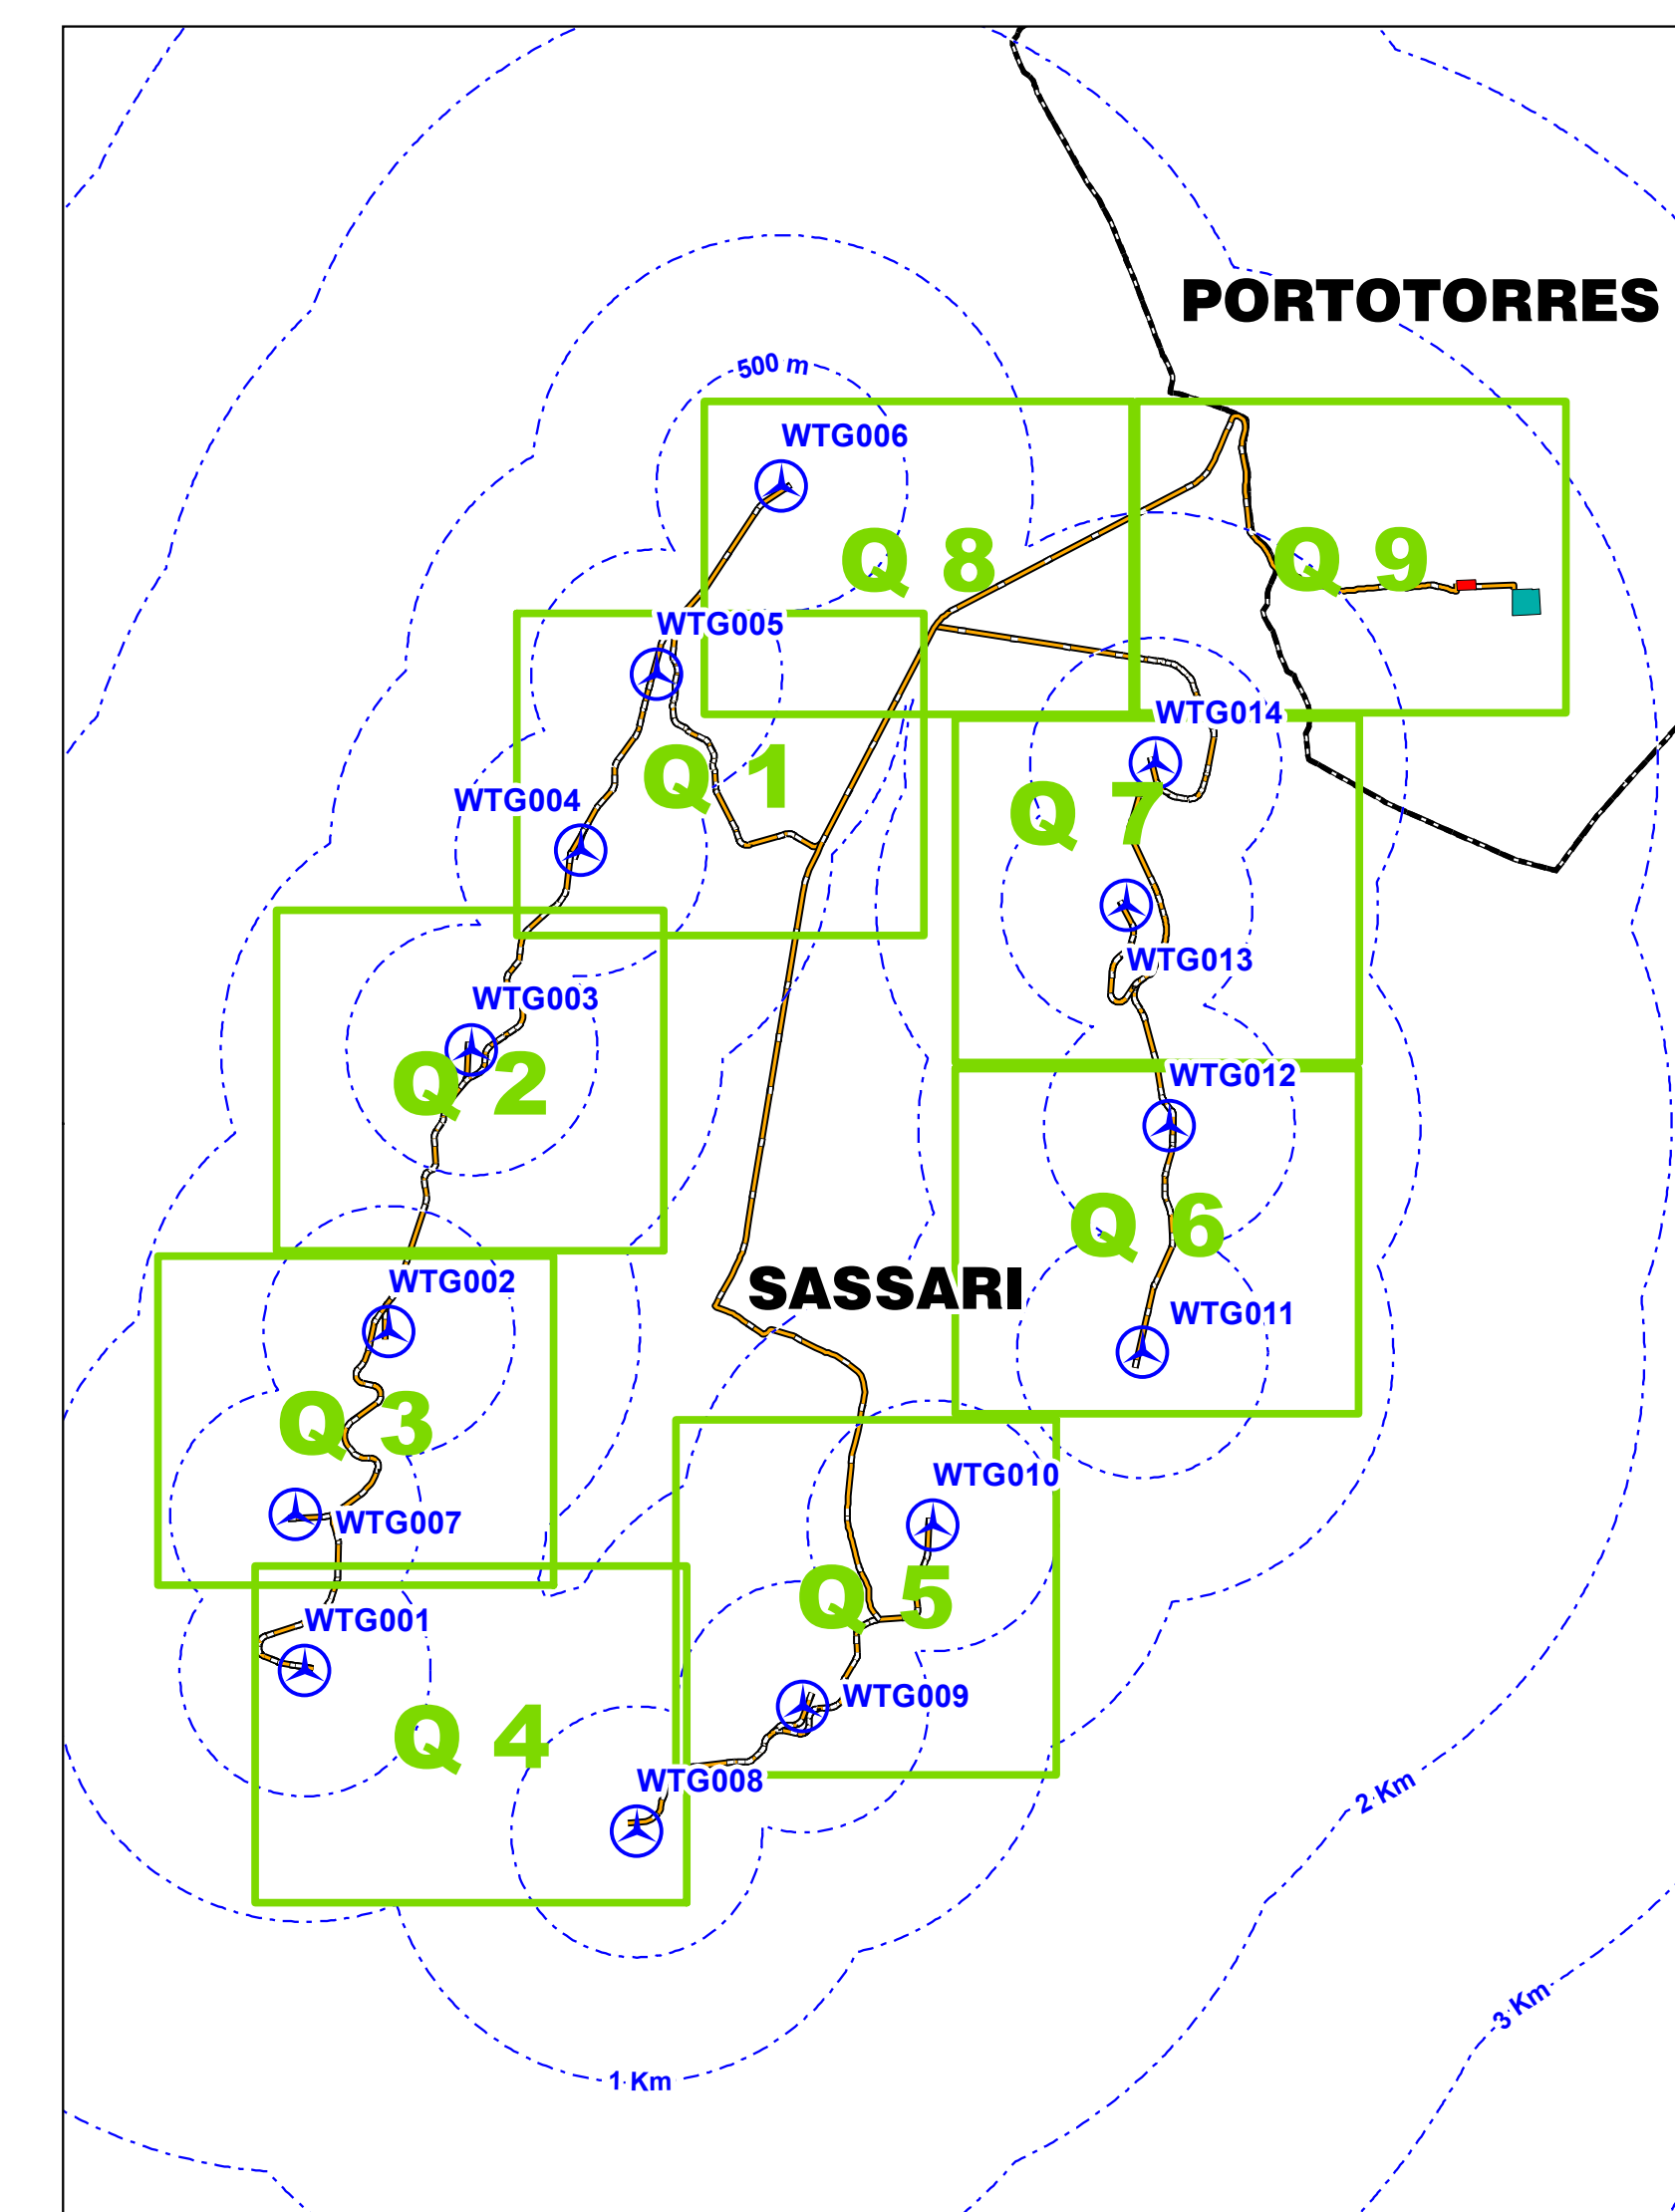 PORTOTORRES
500 m
WTG006
Q 8
Q 9
WTG005
WTG014
Q 1
WTG004
Q 7
WTG013
WTG003
Q 2
WTG012
Q 6
WTG002
SASSARI
WTG011
Q 3
WTG010
WTG007
Q 5
WTG001
WTG009
Q 4
WTG008
2 Km
3 Km
1 Km